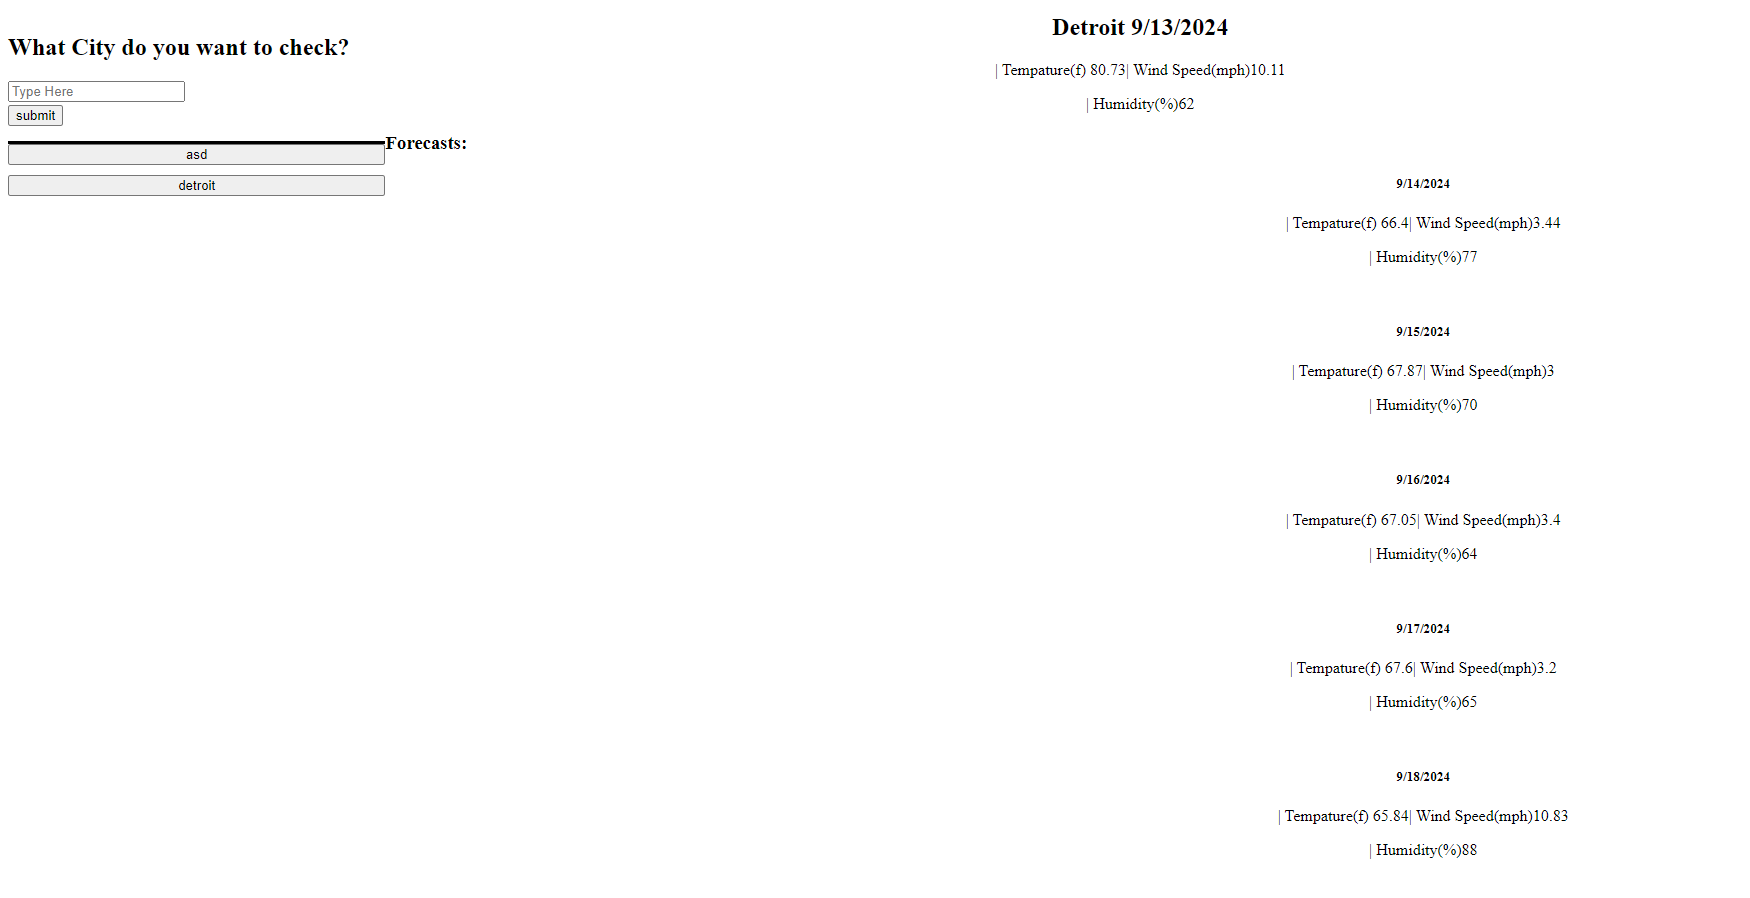 What City do you want to check?
Type Here
submit
asd
detroit
Detroit 9/13/2024
| Tempature(f) 80.73| Wind Speed(mph)10.11
| Humidity(%)62
Forecasts:
9/14/2024
| Tempature(f) 66.4| Wind Speed(mph)3.44
| Humidity(%)77
9/15/2024
| Tempature(f) 67.87| Wind Speed(mph)3
| Humidity(%)70
9/16/2024
| Tempature(f) 67.05| Wind Speed(mph)3.4
| Humidity(%)64
9/17/2024
| Tempature(f) 67.6| Wind Speed(mph)3.2
| Humidity(%)65
9/18/2024
| Tempature(f) 65.84| Wind Speed(mph)10.83
| Humidity(%)88